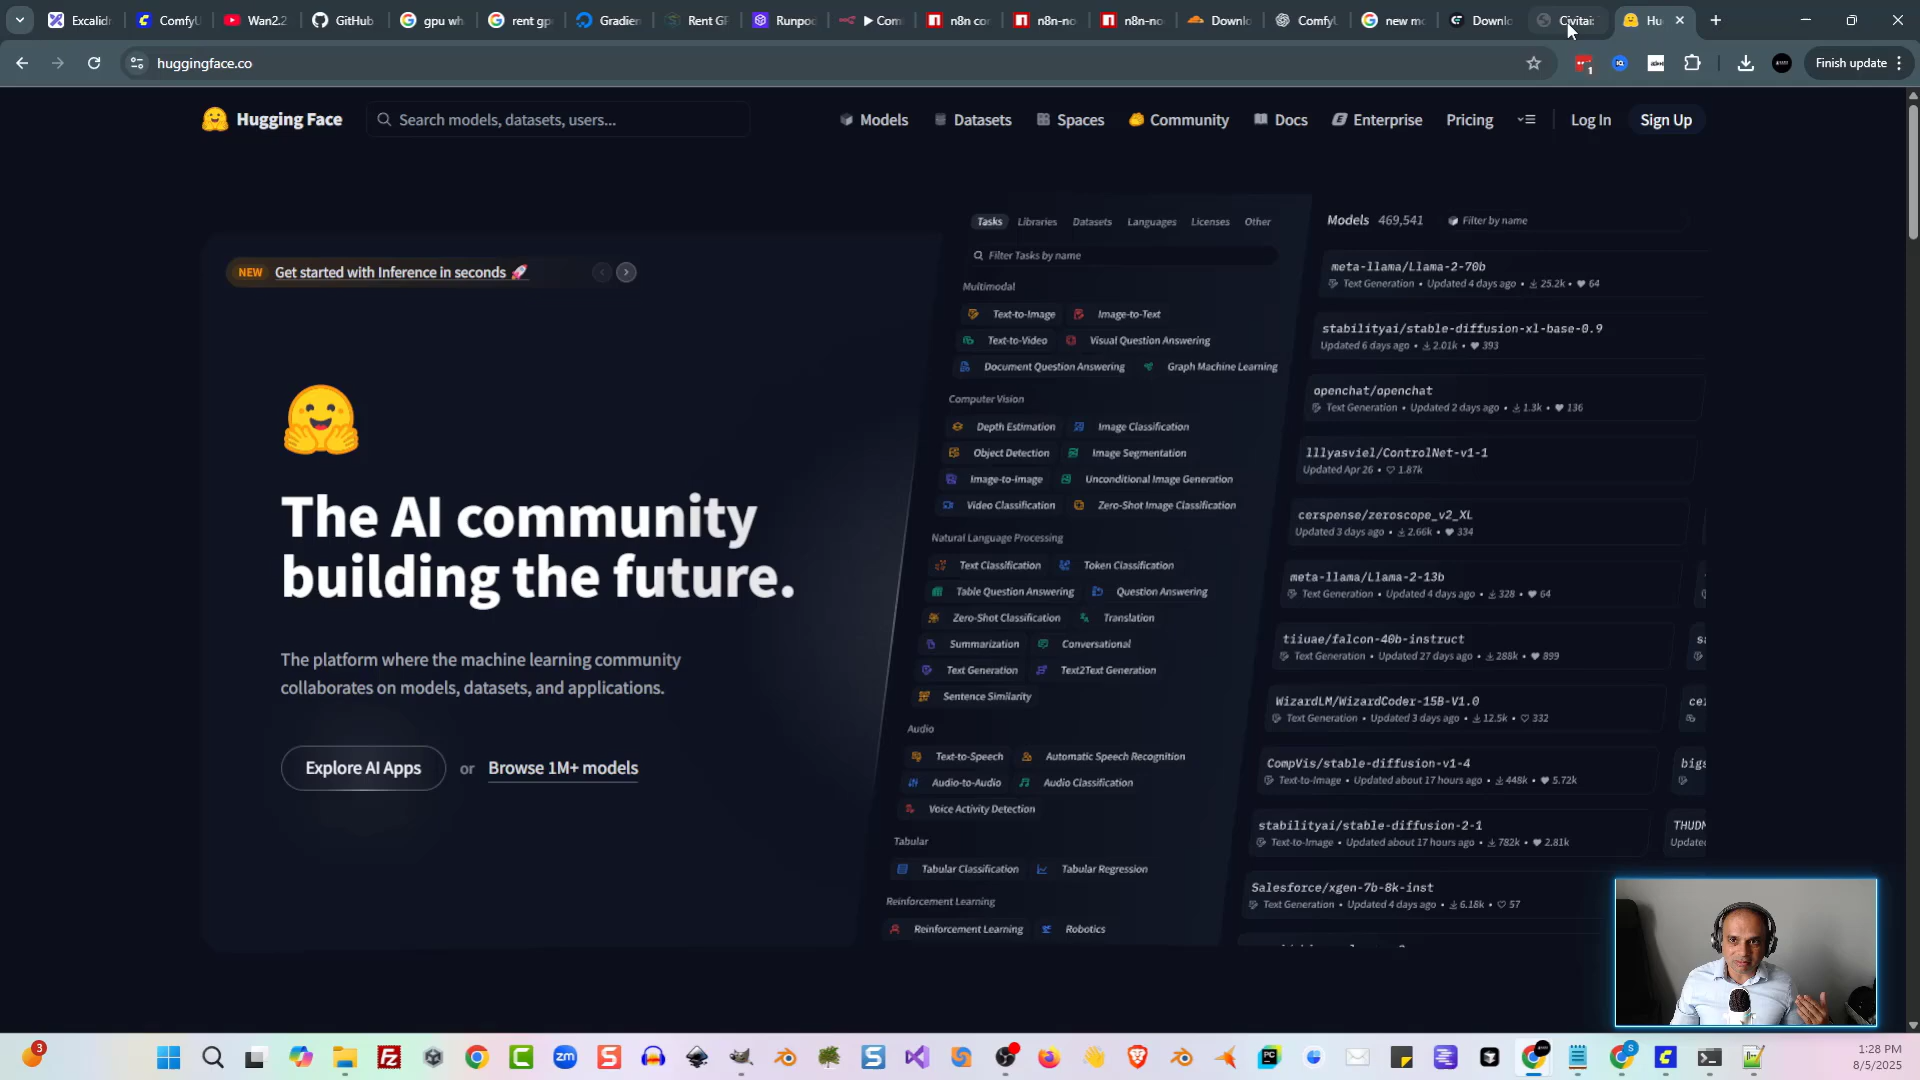 Excalidr
ComfyU
Wan2.2
GitHub
gpu wh
rent gp
Gradien
Rent GP
Runpod
Com
n8n cor
n8n-no
n8n-no
Downlo
ComfyU
new mo
Downlo
Civitai:
Hu
huggingface.co
Finish update
Hugging Face
Search models, datasets, users...
Models
Datasets
Spaces
Community
Docs
Enterprise
Pricing
Log In
Sign Up
NEW Get started with Inference in seconds 🚀
The AI community
building the future.
The platform where the machine learning community
collaborates on models, datasets, and applications.
Explore AI Apps or Browse 1M+ models
Tasks Libraries Datasets Languages Licenses Other
Filter Tasks by name
Multimodal
Text-to-Image Image-to-Text
Text-to-Video Visual Question Answering
Document Question Answering Graph Machine Learning
Computer Vision
Depth Estimation Image Classification
Object Detection Image Segmentation
Image-to-Image Unconditional Image Generation
Video Classification Zero-Shot Image Classification
Natural Language Processing
Text Classification Token Classification
Table Question Answering Question Answering
Zero-Shot Classification Translation
Summarization Conversational
Text Generation Text2Text Generation
Sentence Similarity
Audio
Text-to-Speech Automatic Speech Recognition
Audio-to-Audio Audio Classification
Voice Activity Detection
Tabular
Tabular Classification Tabular Regression
Reinforcement Learning
Reinforcement Learning Robotics
Models 469,541 Filter by name
meta-llama/Llama-2-70b
Text Generation • Updated 4 days ago • 25.2k • 64
stabilityai/stable-diffusion-xl-base-0.9
Updated 6 days ago • 2.01k • 393
openchat/openchat
Text Generation • Updated 2 days ago • 1.3k • 136
lllyasviel/ControlNet-v1-1
Updated Apr 26 • 1.87k
cerspense/zeroscope_v2_XL
Updated 3 days ago • 2.66k • 334
meta-llama/Llama-2-13b
Text Generation • Updated 4 days ago • 328 • 64
tiiuae/falcon-40b-instruct
Text Generation • Updated 27 days ago • 288k • 899
WizardLM/WizardCoder-15B-V1.0
Text Generation • Updated 3 days ago • 12.5k • 332
CompVis/stable-diffusion-v1-4
Text-to-Image • Updated about 17 hours ago • 448k • 5.72k
stabilityai/stable-diffusion-2-1
Text-to-Image • Updated about 17 hours ago • 782k • 2.81k
Salesforce/xgen-7b-8k-inst
Text Generation • Updated 4 days ago • 6.18k • 57
sa
ce
bigs
THUDM
Updated
1:28 PM
8/5/2025